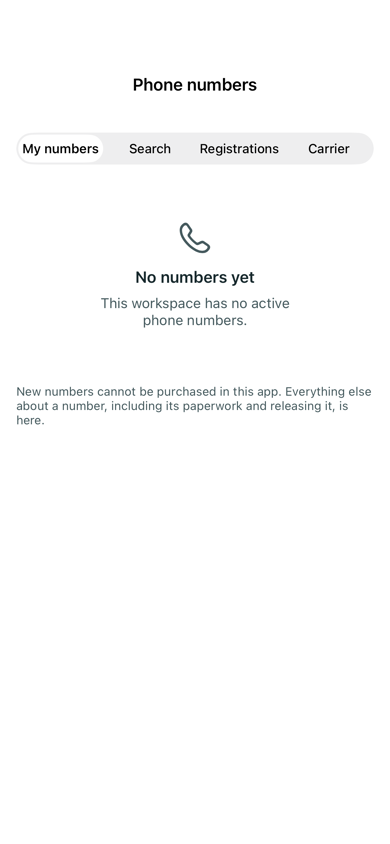 Phone numbers
My numbers
Search
Registrations
Carrier
No numbers yet
This workspace has no active
phone numbers.
New numbers cannot be purchased in this app. Everything else
about a number, including its paperwork and releasing it, is
here.